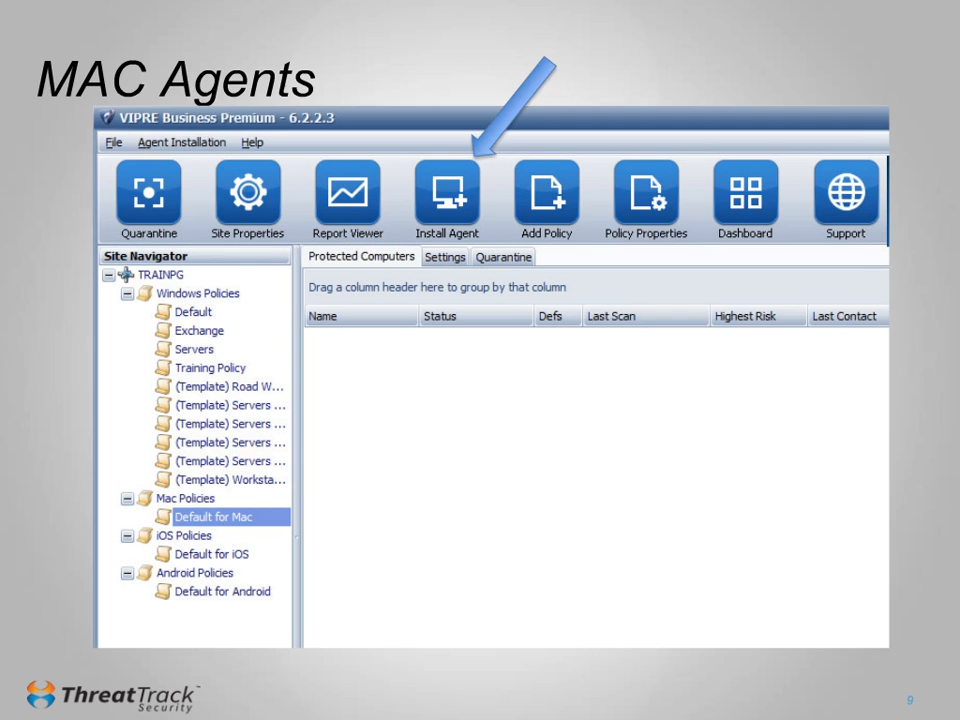 MAC Agents
VIPRE Business Premium - 6.2.2.3
File Agent Installation Help
Quarantine Site Properties Report Viewer Install Agent Add Policy Policy Properties Dashboard Support
Site Navigator
TRAINPG
Windows Policies
Default
Exchange
Servers
Training Policy
(Template) Road W...
(Template) Servers ...
(Template) Servers ...
(Template) Servers ...
(Template) Servers ...
(Template) Worksta...
Mac Policies
Default for Mac
iOS Policies
Default for iOS
Android Policies
Default for Android
Protected Computers Settings Quarantine
Drag a column header here to group by that column
Name Status Defs Last Scan Highest Risk Last Contact
ThreatTrack™
Security
9